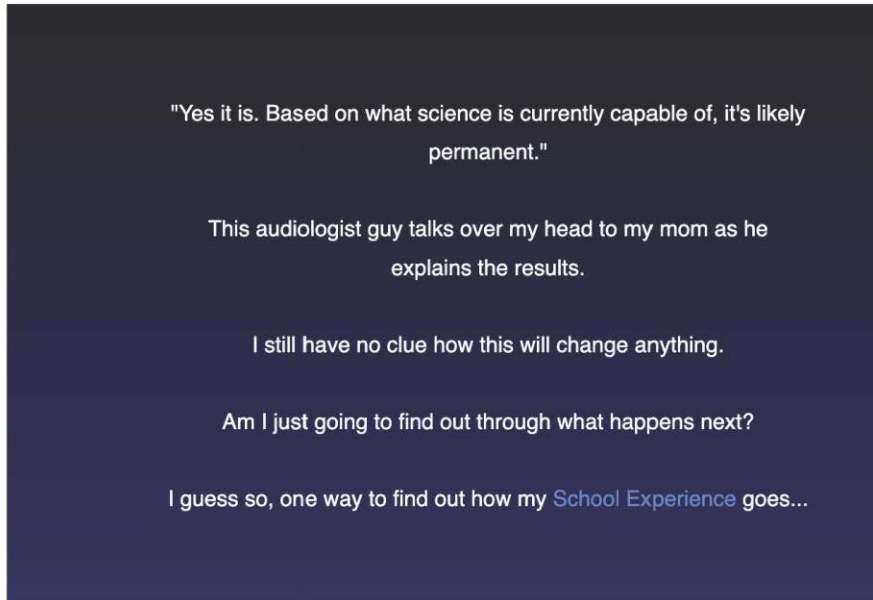 "Yes it is. Based on what science is currently capable of, it's likely
permanent."
This audiologist guy talks over my head to my mom as he
explains the results.
I still have no clue how this will change anything.
Am I just going to find out through what happens next?
I guess so, one way to find out how my School Experience goes...